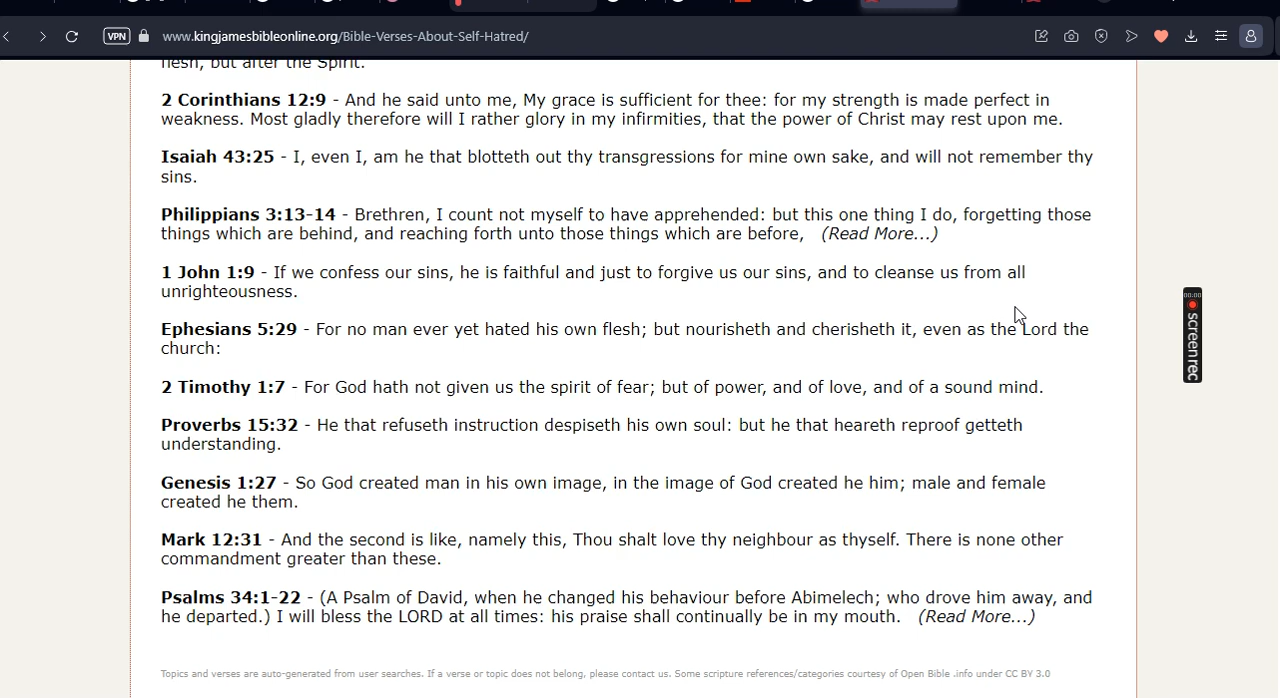 VPN
www.kingjamesbibleonline.org/Bible-Verses-About-Self-Hatred/
flesh, but after the Spirit.
2 Corinthians 12:9 - And he said unto me, My grace is sufficient for thee: for my strength is made perfect in
weakness. Most gladly therefore will I rather glory in my infirmities, that the power of Christ may rest upon me.
Isaiah 43:25 - I, even I, am he that blotteth out thy transgressions for mine own sake, and will not remember thy
sins.
Philippians 3:13-14 - Brethren, I count not myself to have apprehended: but this one thing I do, forgetting those
things which are behind, and reaching forth unto those things which are before, (Read More...)
1 John 1:9 - If we confess our sins, he is faithful and just to forgive us our sins, and to cleanse us from all
unrighteousness.
Ephesians 5:29 - For no man ever yet hated his own flesh; but nourisheth and cherisheth it, even as the Lord the
church:
2 Timothy 1:7 - For God hath not given us the spirit of fear; but of power, and of love, and of a sound mind.
Proverbs 15:32 - He that refuseth instruction despiseth his own soul: but he that heareth reproof getteth
understanding.
Genesis 1:27 - So God created man in his own image, in the image of God created he him; male and female
created he them.
Mark 12:31 - And the second is like, namely this, Thou shalt love thy neighbour as thyself. There is none other
commandment greater than these.
Psalms 34:1-22 - (A Psalm of David, when he changed his behaviour before Abimelech; who drove him away, and
he departed.) I will bless the LORD at all times: his praise shall continually be in my mouth. (Read More...)
Topics and verses are auto-generated from user searches. If a verse or topic does not belong, please contact us. Some scripture references/categories courtesy of Open Bible .info under CC BY 3.0
00:00
screenrec